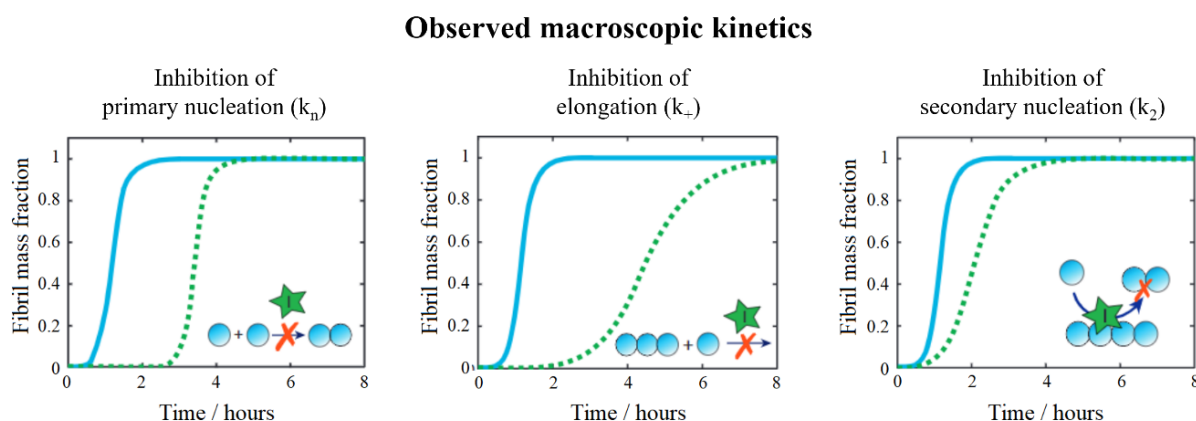 Observed macroscopic kinetics
Inhibition of
primary nucleation (kₙ)
Fibril mass fraction
1
0.8
0.6
0.4
0.2
0
0
2
4
6
8
Time / hours
I
+
Inhibition of
elongation (k₊)
Fibril mass fraction
1
0.8
0.6
0.4
0.2
0
0
2
4
6
8
Time / hours
I
+
Inhibition of
secondary nucleation (k₂)
Fibril mass fraction
1
0.8
0.6
0.4
0.2
0
0
2
4
6
8
Time / hours
I